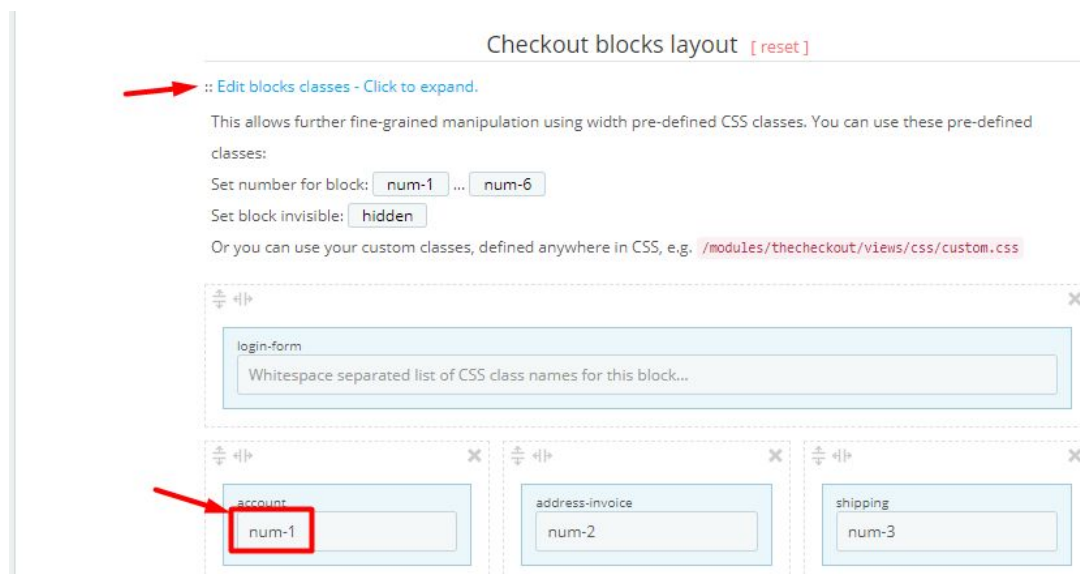 Checkout blocks layout [ reset ]
:: Edit blocks classes - Click to expand.
This allows further fine-grained manipulation using width pre-defined CSS classes. You can use these pre-defined
classes:
Set number for block: num-1 ... num-6
Set block invisible: hidden
Or you can use your custom classes, defined anywhere in CSS, e.g. /modules/thecheckout/views/css/custom.css
login-form
Whitespace separated list of CSS class names for this block...
account address-invoice shipping
num-1 num-2 num-3